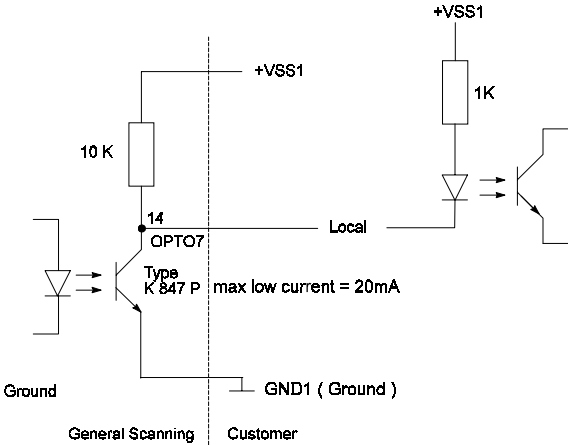 +VSS1
+VSS1
1K
10 K
14
OPTO7
Local
Type
K 847 P
max low current = 20mA
Ground
GND1 ( Ground )
General Scanning
Customer